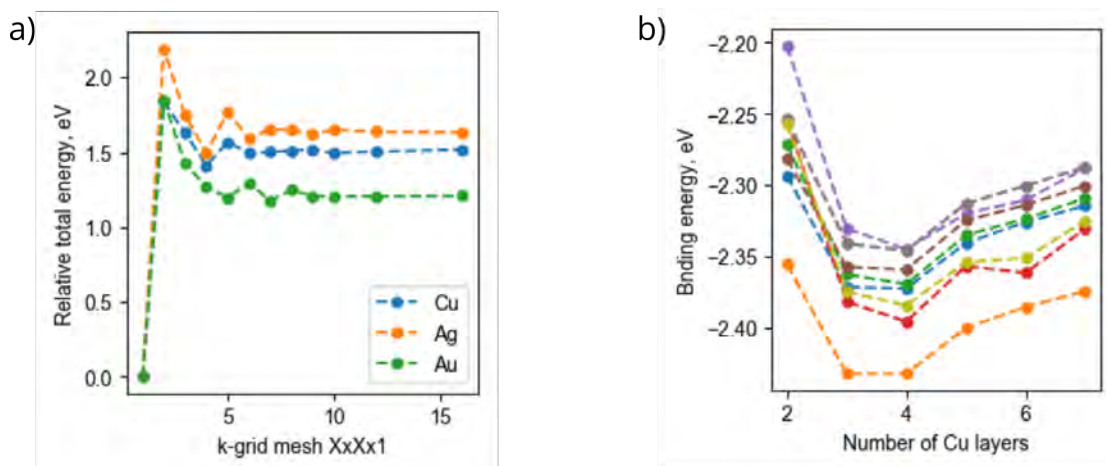 a)
Relative total energy, eV
2.0
1.5
1.0
0.5
0.0
Cu
Ag
Au
5
10
15
k-grid mesh XxXx1
b)
Bnding energy, eV
−2.20
−2.25
−2.30
−2.35
−2.40
2
4
6
Number of Cu layers